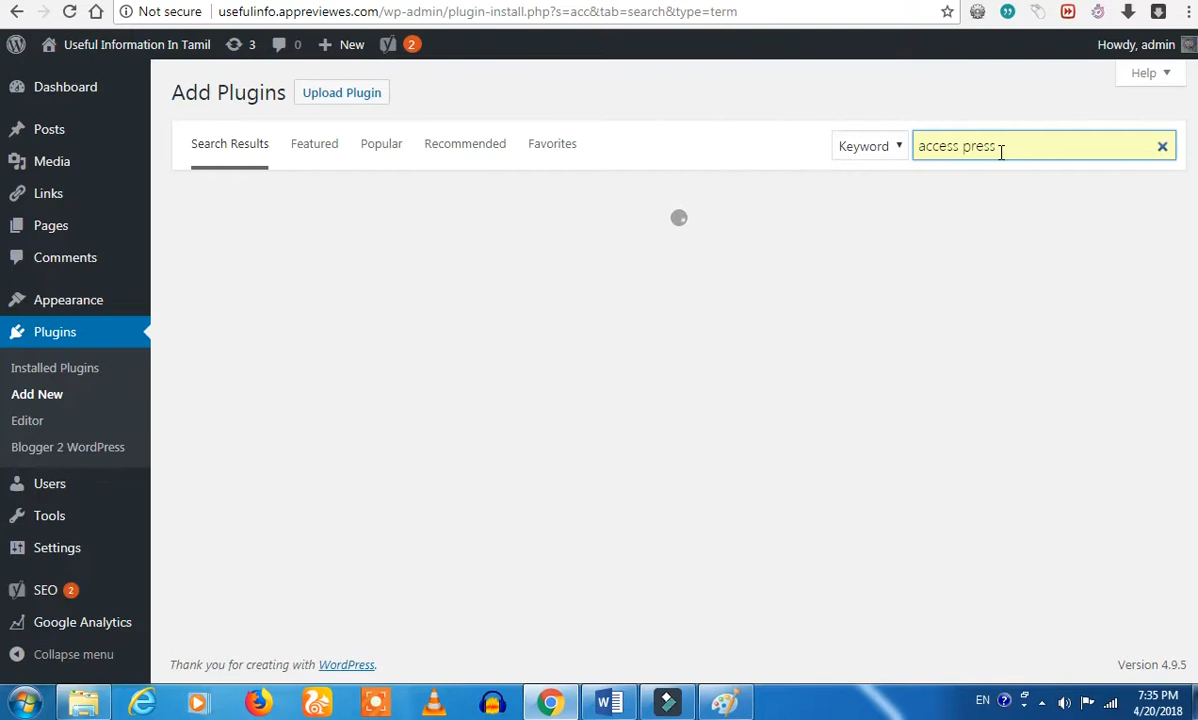 Not secure
usefulinfo.appreviewes.com/wp-admin/plugin-install.php?s=acc&tab=search&type=term
Useful Information In Tamil
3
0
New
2
Howdy, admin
Dashboard
Posts
Media
Links
Pages
Comments
Appearance
Plugins
Installed Plugins
Add New
Editor
Blogger 2 WordPress
Users
Tools
Settings
SEO 2
Google Analytics
Collapse menu
Help
Add Plugins
Upload Plugin
Search Results
Featured
Popular
Recommended
Favorites
Keyword
access press
Thank you for creating with WordPress.
Version 4.9.5
EN
7:35 PM
4/20/2018